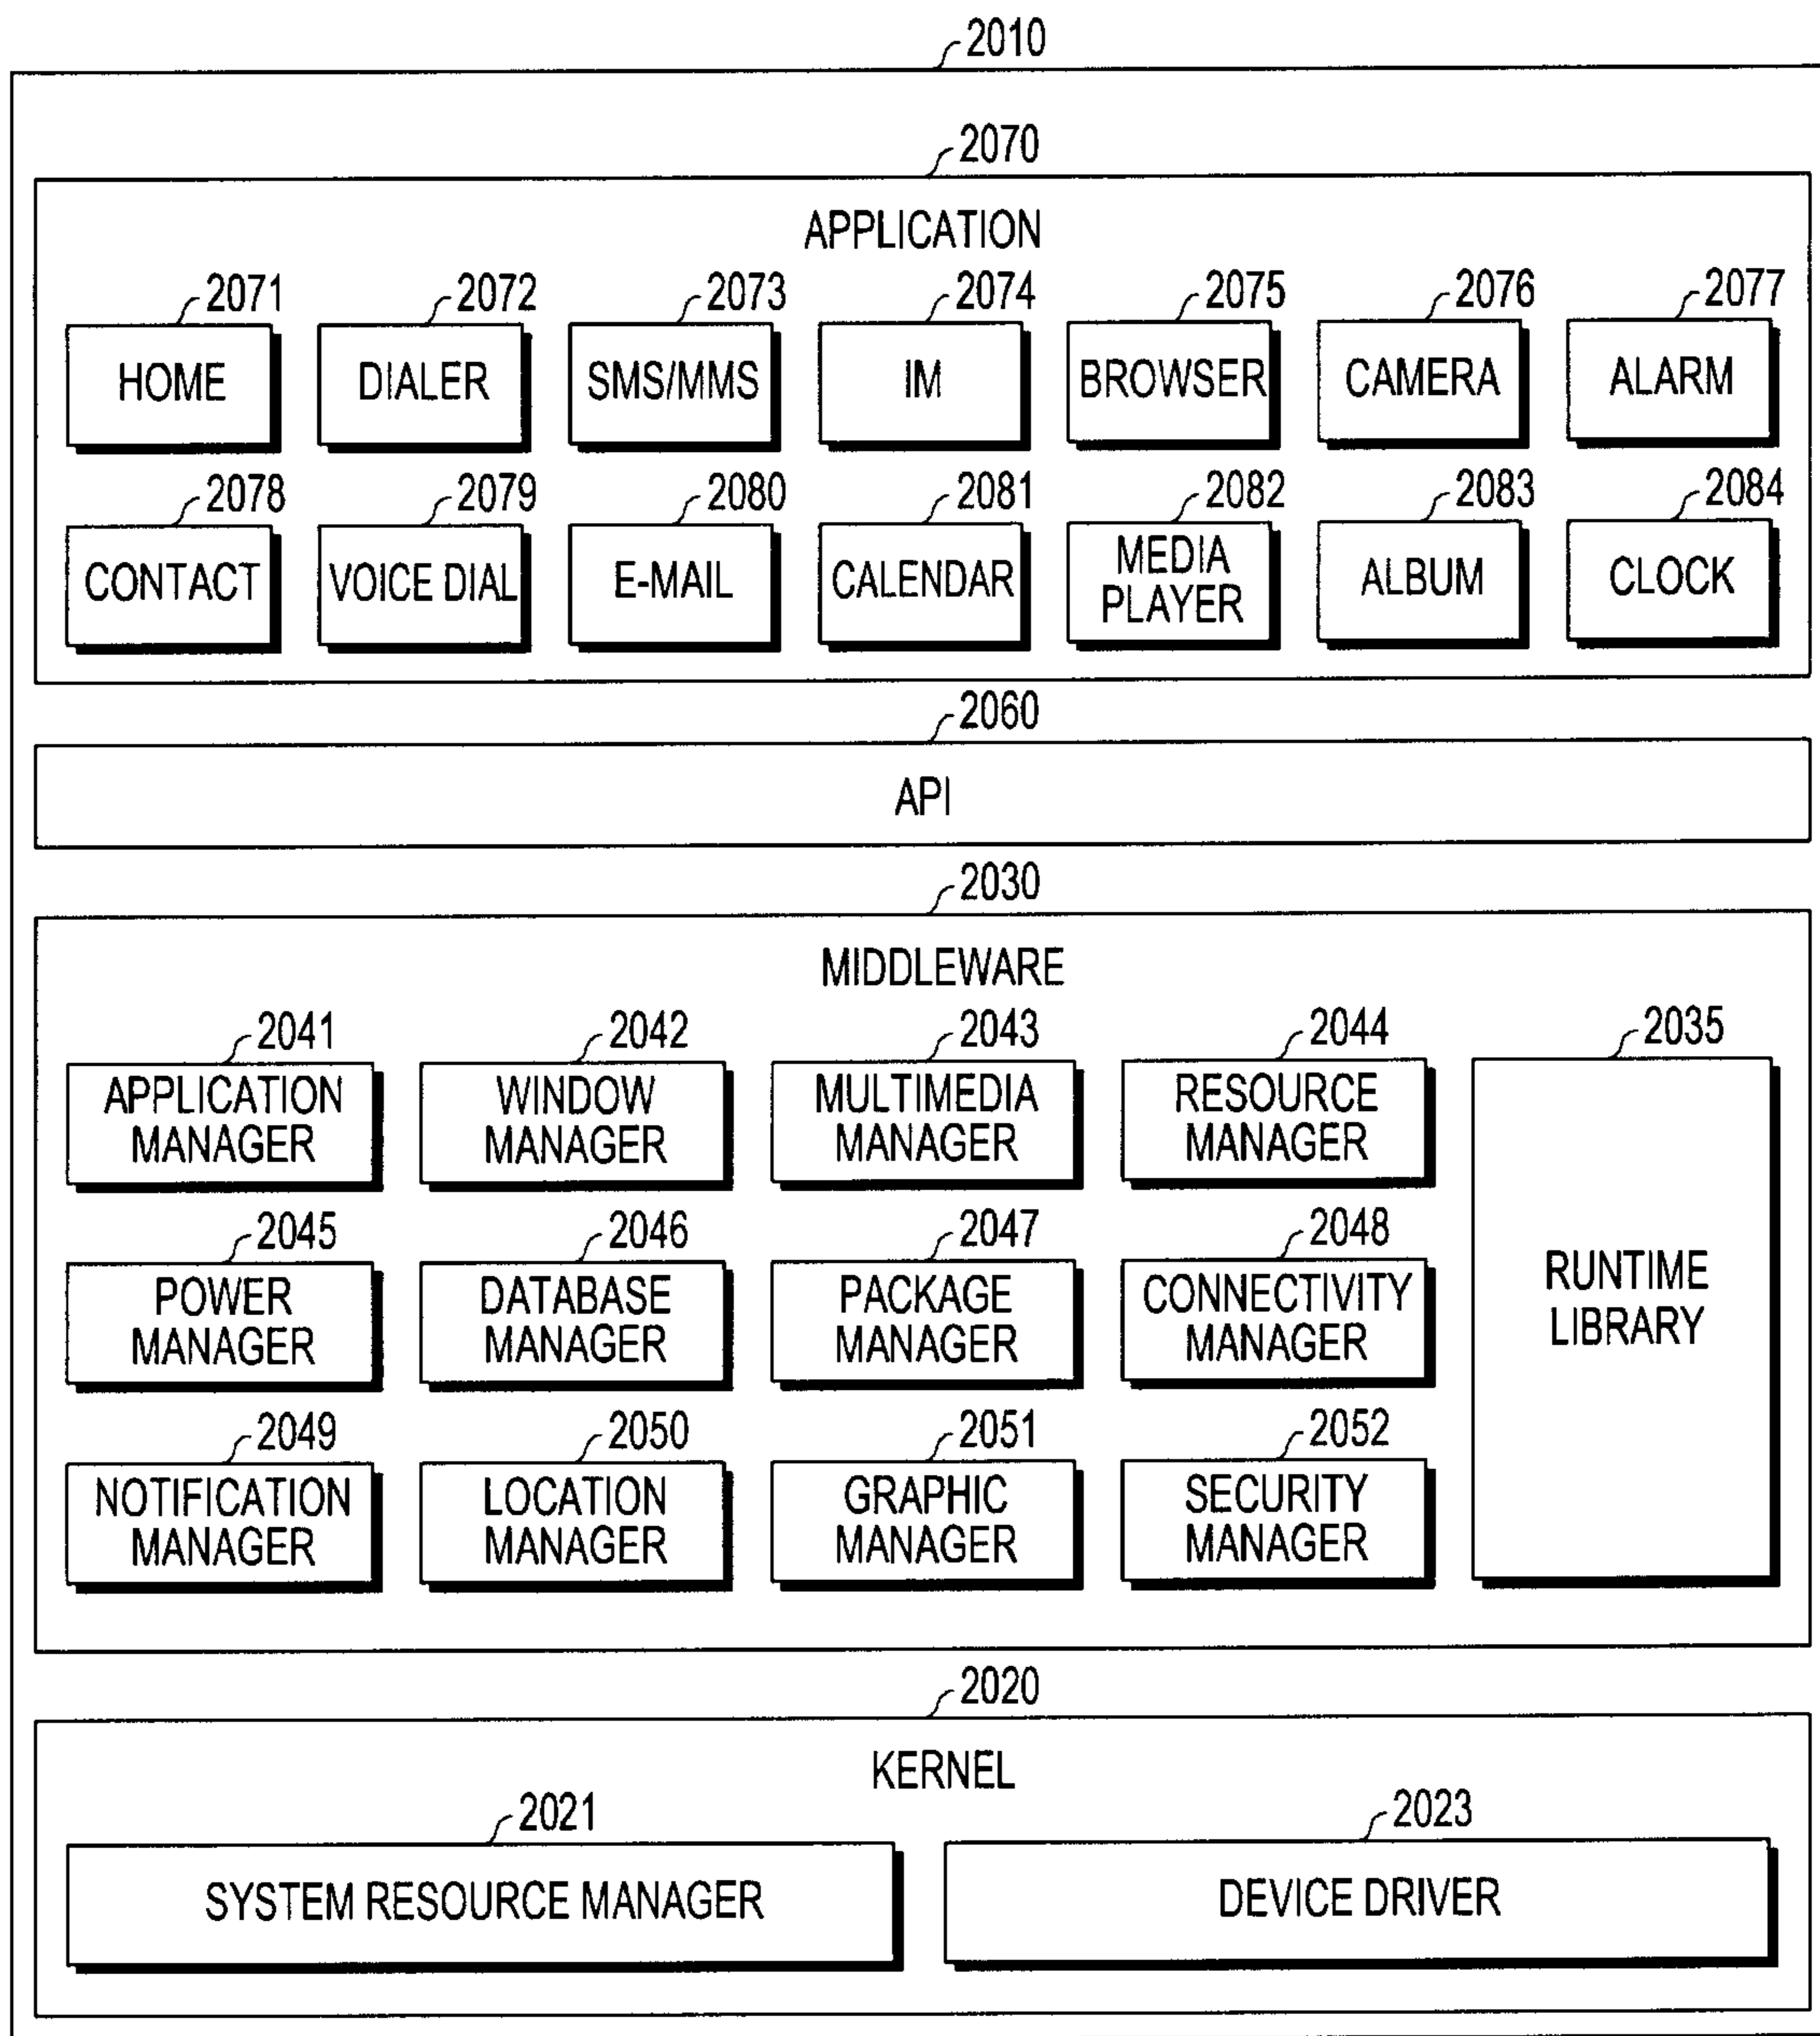 2010
2070
APPLICATION
2071 2072 2073 2074 2075 2076 2077
HOME DIALER SMS/MMS IM BROWSER CAMERA ALARM
2078 2079 2080 2081 2082 2083 2084
CONTACT VOICE DIAL E-MAIL CALENDAR MEDIA PLAYER ALBUM CLOCK
2060
API
2030
MIDDLEWARE
2041 2042 2043 2044 2035
APPLICATION MANAGER WINDOW MANAGER MULTIMEDIA MANAGER RESOURCE MANAGER
2045 2046 2047 2048
POWER MANAGER DATABASE MANAGER PACKAGE MANAGER CONNECTIVITY MANAGER RUNTIME LIBRARY
2049 2050 2051 2052
NOTIFICATION MANAGER LOCATION MANAGER GRAPHIC MANAGER SECURITY MANAGER
2020
KERNEL
2021 2023
SYSTEM RESOURCE MANAGER DEVICE DRIVER